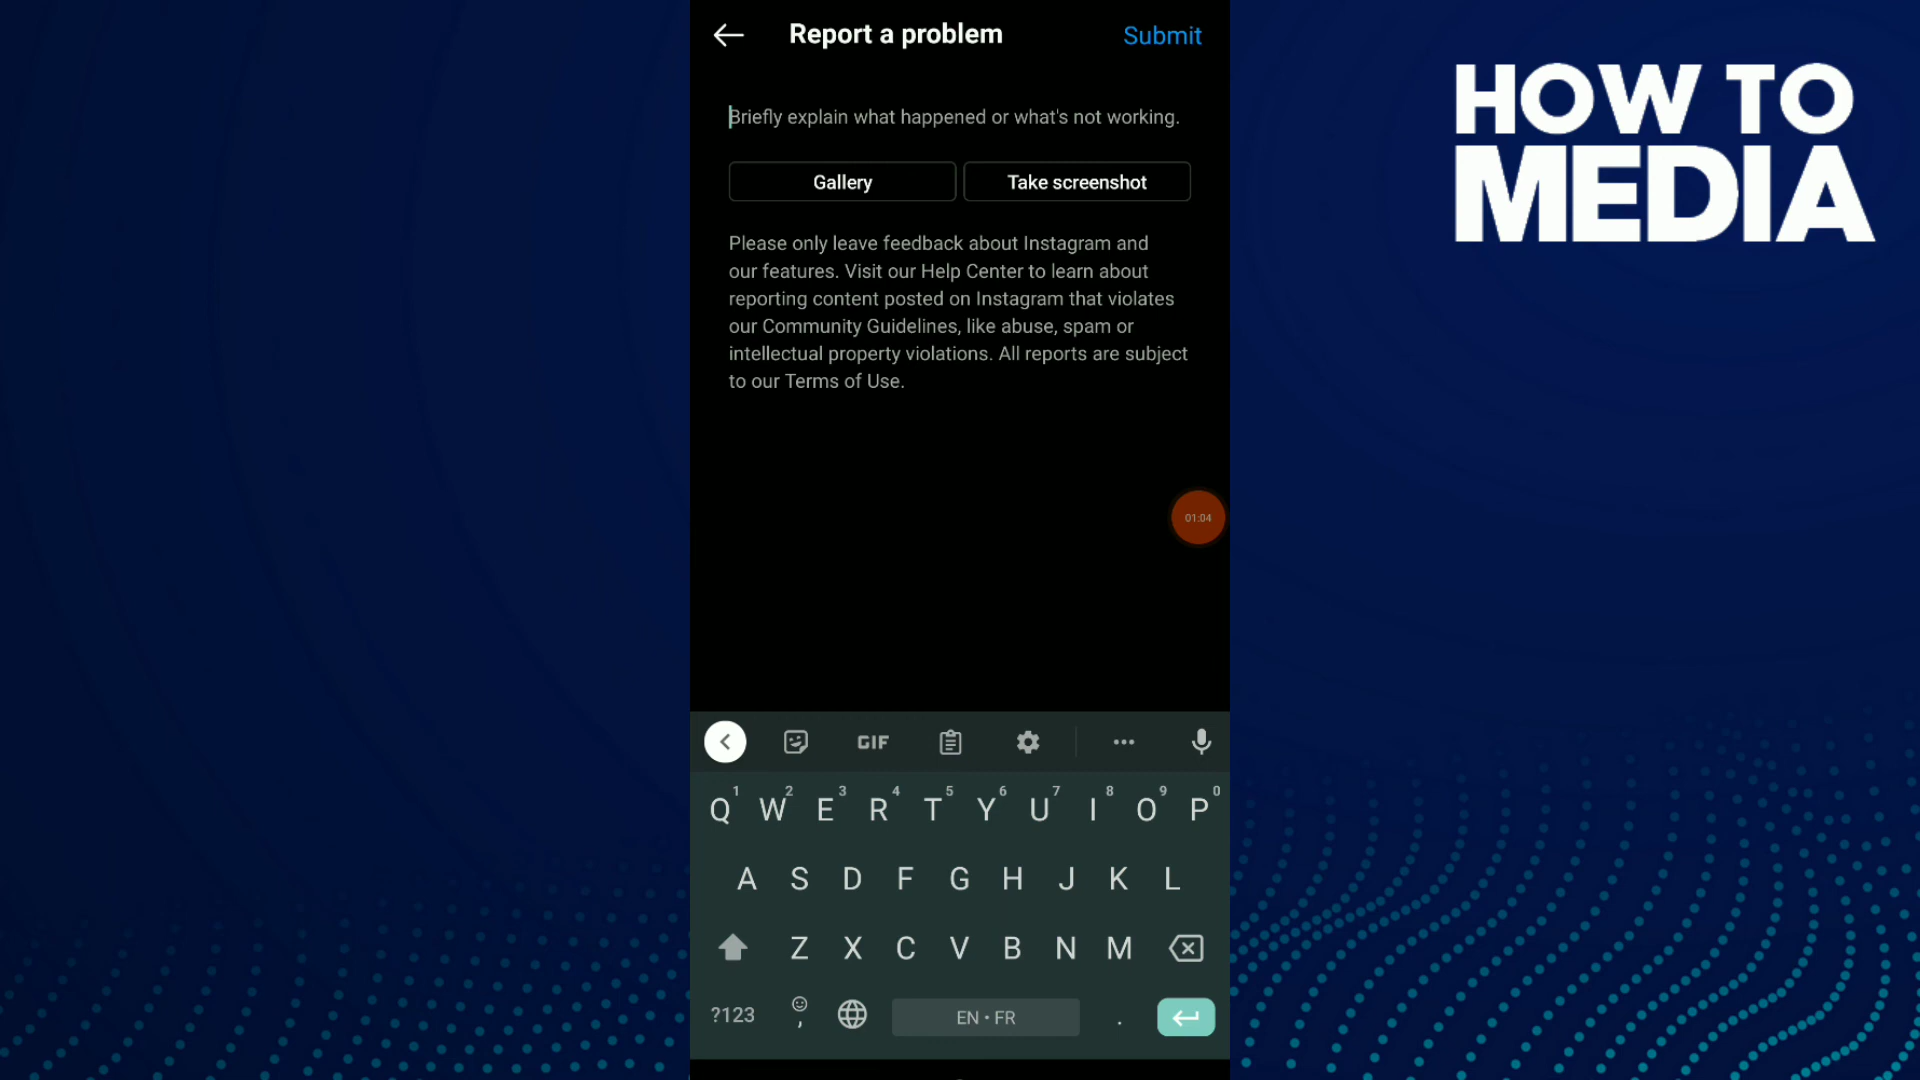 Report a problem
Submit
HOW TO
MEDIA
Briefly explain what happened or what's not working.
Gallery
Take screenshot
Please only leave feedback about Instagram and
our features. Visit our Help Center to learn about
reporting content posted on Instagram that violates
our Community Guidelines, like abuse, spam or
intellectual property violations. All reports are subject
to our Terms of Use.
01:04
GIF
1 2 3 4 5 6 7 8 9 0
Q W E R T Y U I O P
A S D F G H J K L
Z X C V B N M
?123 , EN • FR .